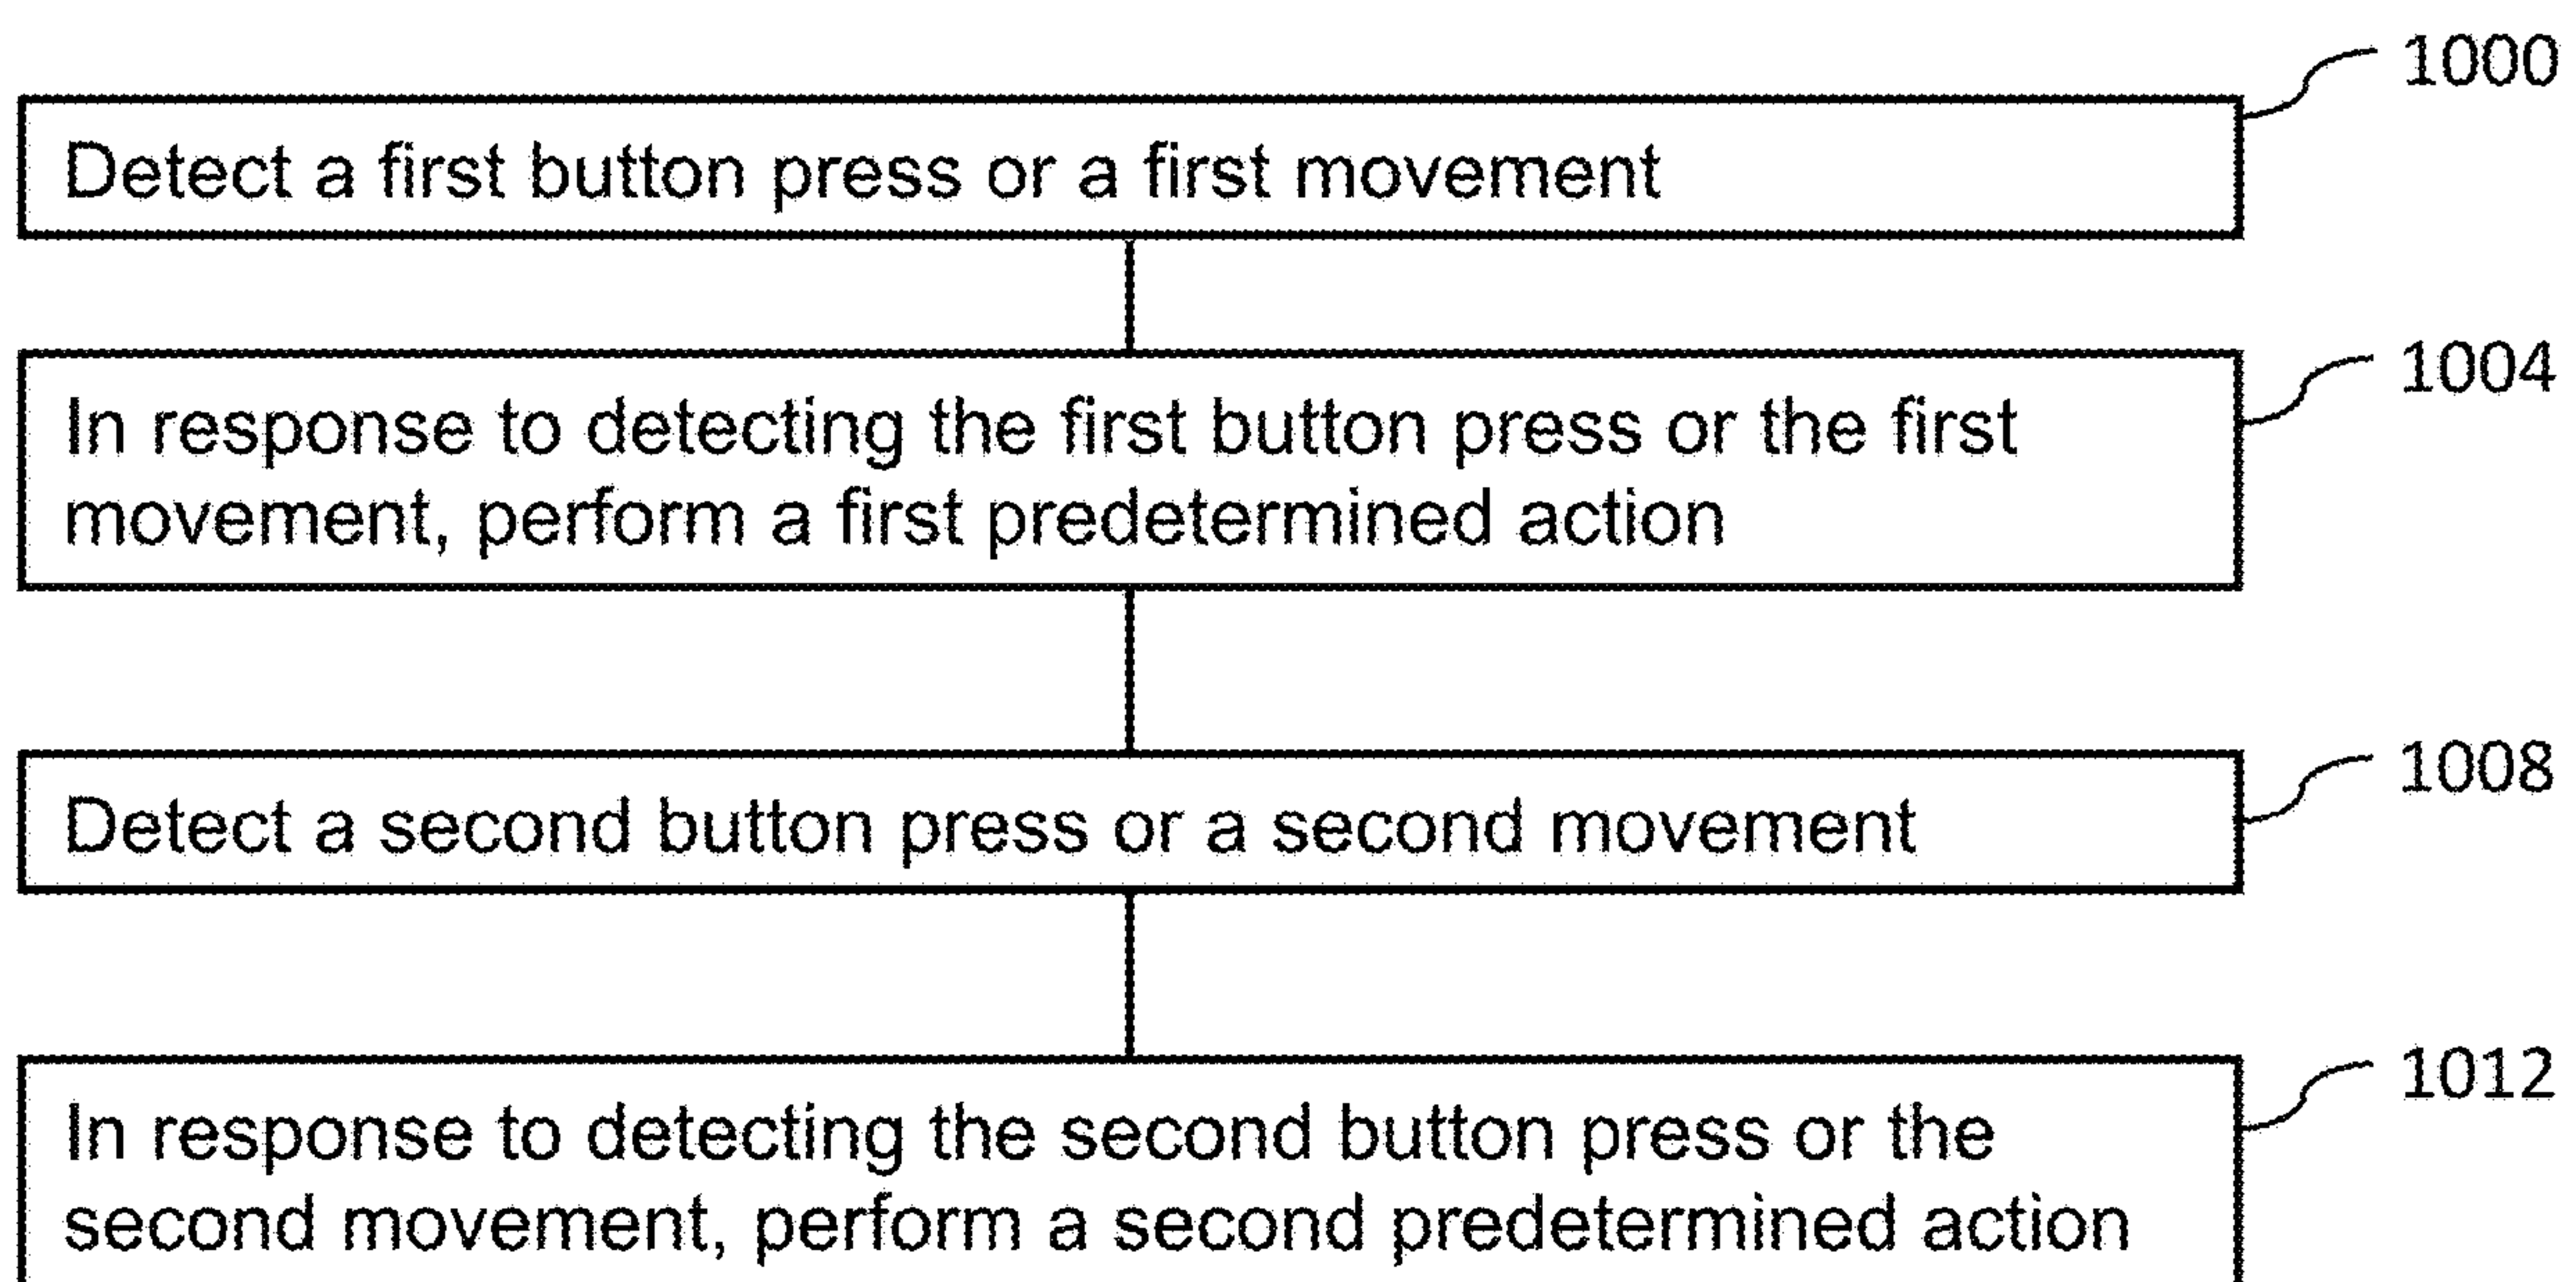 1000
Detect a first button press or a first movement
1004
In response to detecting the first button press or the first
movement, perform a first predetermined action
1008
Detect a second button press or a second movement
1012
In response to detecting the second button press or the
second movement, perform a second predetermined action